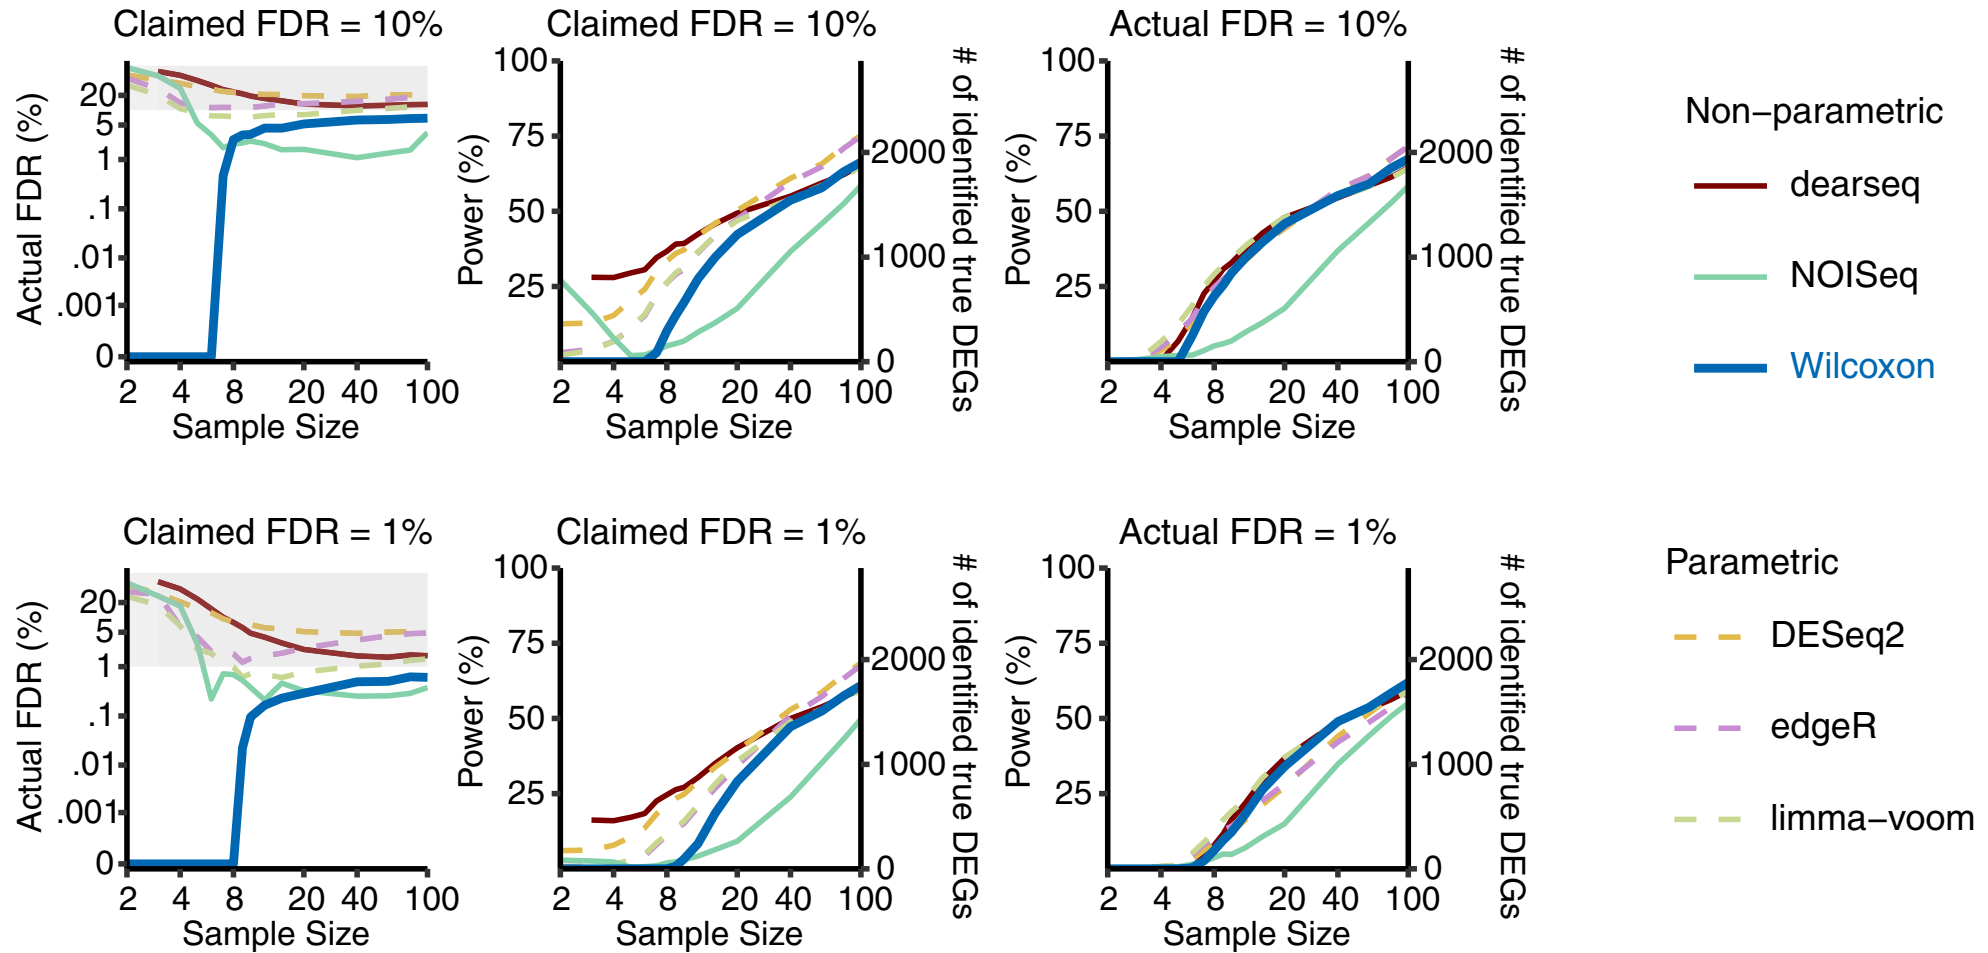 Claimed FDR = 10%
Actual FDR (%)
20
5
1
.1
.01
.001
0
2 4 8 20 40 100
Sample Size
Claimed FDR = 10%
Power (%)
100
75
50
25
# of identified true DEGs
2000
1000
0
2 4 8 20 40 100
Sample Size
Actual FDR = 10%
Power (%)
100
75
50
25
# of identified true DEGs
2000
1000
0
2 4 8 20 40 100
Sample Size
Non−parametric
dearseq
NOISeq
Wilcoxon
Claimed FDR = 1%
Actual FDR (%)
20
5
1
.1
.01
.001
0
2 4 8 20 40 100
Sample Size
Claimed FDR = 1%
Power (%)
100
75
50
25
# of identified true DEGs
2000
1000
0
2 4 8 20 40 100
Sample Size
Actual FDR = 1%
Power (%)
100
75
50
25
# of identified true DEGs
2000
1000
0
2 4 8 20 40 100
Sample Size
Parametric
DESeq2
edgeR
limma−voom